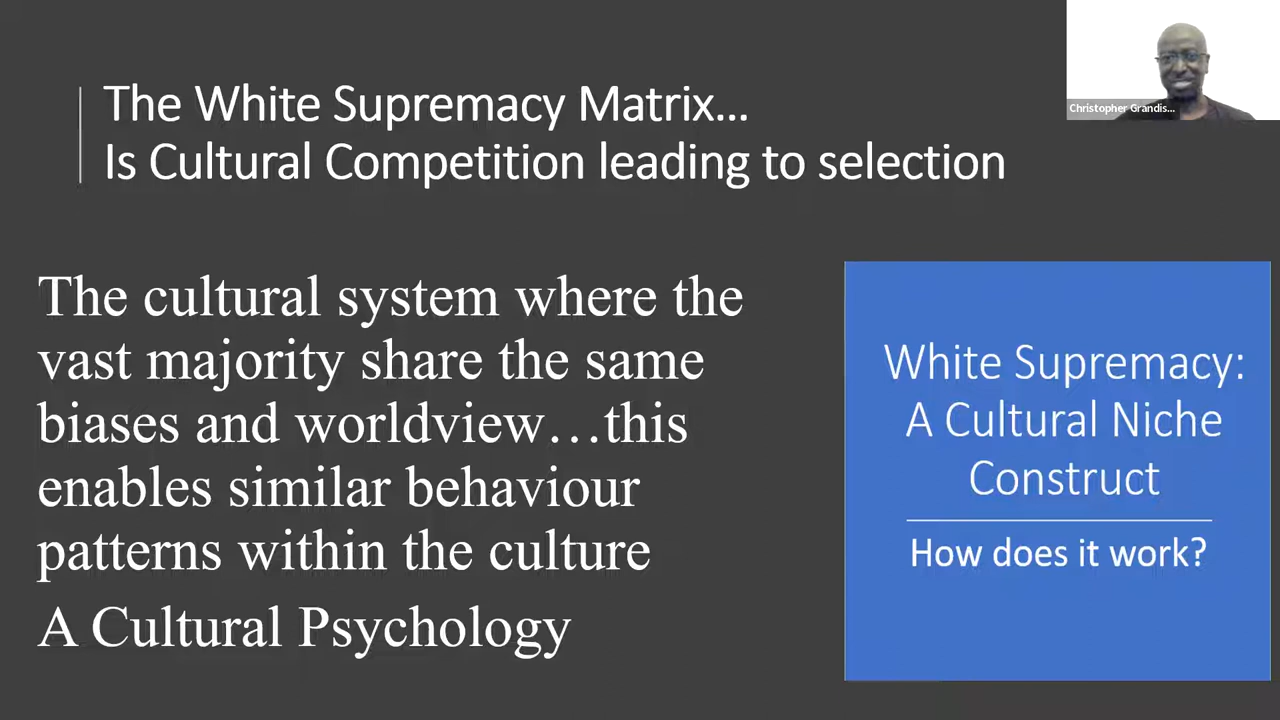 The White Supremacy Matrix...
Is Cultural Competition leading to selection
Christopher Grandis...
The cultural system where the
vast majority share the same
biases and worldview...this
enables similar behaviour
patterns within the culture
A Cultural Psychology
White Supremacy:
A Cultural Niche
Construct
How does it work?